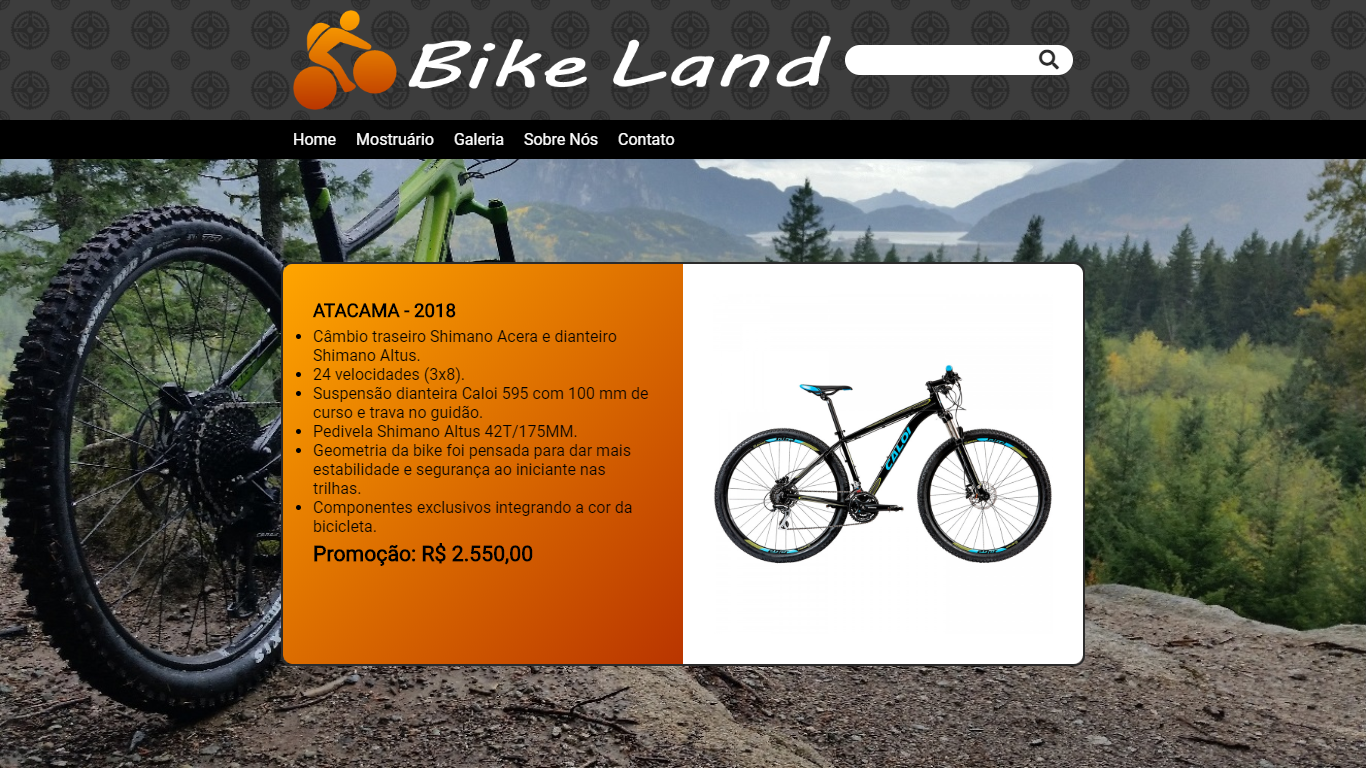 Bike Land
Home Mostruário Galeria Sobre Nós Contato
ATACAMA - 2018
Câmbio traseiro Shimano Acera e dianteiro
Shimano Altus.
24 velocidades (3x8).
Suspensão dianteira Caloi 595 com 100 mm de
curso e trava no guidão.
Pedivela Shimano Altus 42T/175MM.
Geometria da bike foi pensada para dar mais
estabilidade e segurança ao iniciante nas
trilhas.
Componentes exclusivos integrando a cor da
bicicleta.
Promoção: R$ 2.550,00
CALOI